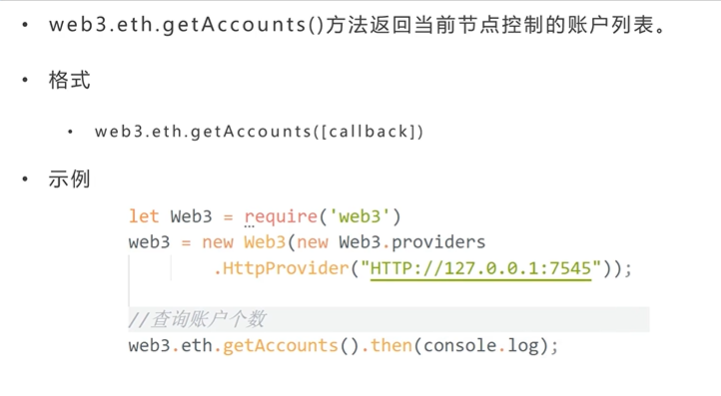 • web3.eth.getAccounts()方法返回当前节点控制的账户列表。
• 格式
• web3.eth.getAccounts([callback])
• 示例
let Web3 = require('web3')
web3 = new Web3(new Web3.providers
.HttpProvider("HTTP://127.0.0.1:7545"));
//查询账户个数
web3.eth.getAccounts().then(console.log);